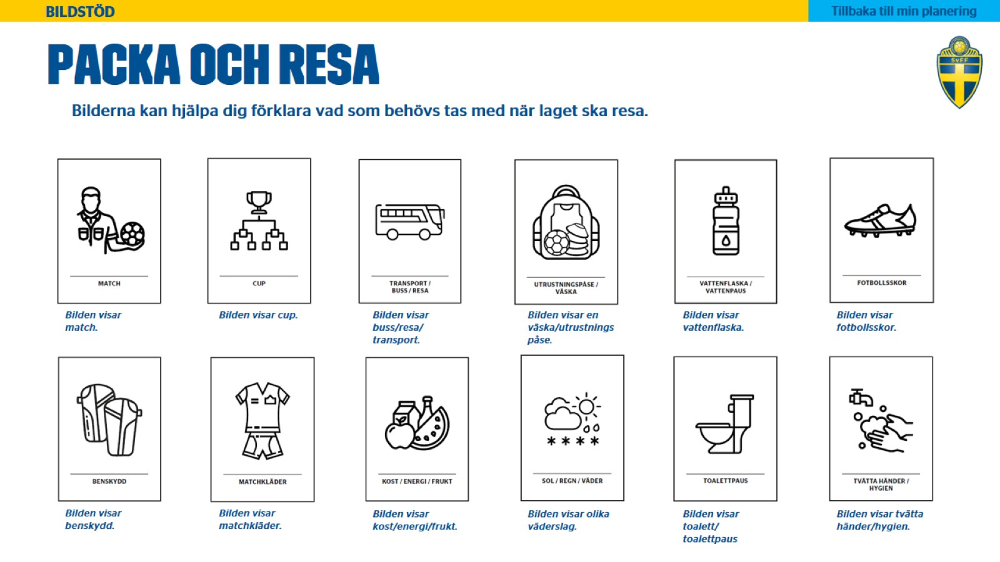 BILDSTÖD
Tillbaka till min planering
PACKA OCH RESA
SvFF
Bilderna kan hjälpa dig förklara vad som behövs tas med när laget ska resa.
MATCH
CUP
TRANSPORT /
BUSS / RESA
UTRUSTNINGSPÅSE /
VÄSKA
VATTENFLASKA /
VATTENPAUS
FOTBOLLSSKOR
Bilden visar
match.
Bilden visar cup.
Bilden visar
buss/resa/
transport.
Bilden visar en
väska/utrustnings
påse.
Bilden visar
vattenflaska.
Bilden visar
fotbollsskor.
BENSKYDD
MATCHKLÄDER
KOST / ENERGI / FRUKT
SOL / REGN / VÄDER
TOALETTPAUS
TVÄTTA HÄNDER /
HYGIEN
Bilden visar
benskydd.
Bilden visar
matchkläder.
Bilden visar
kost/energi/frukt.
Bilden visar olika
väderslag.
Bilden visar
toalett/
toalettpaus
Bilden visar tvätta
händer/hygien.